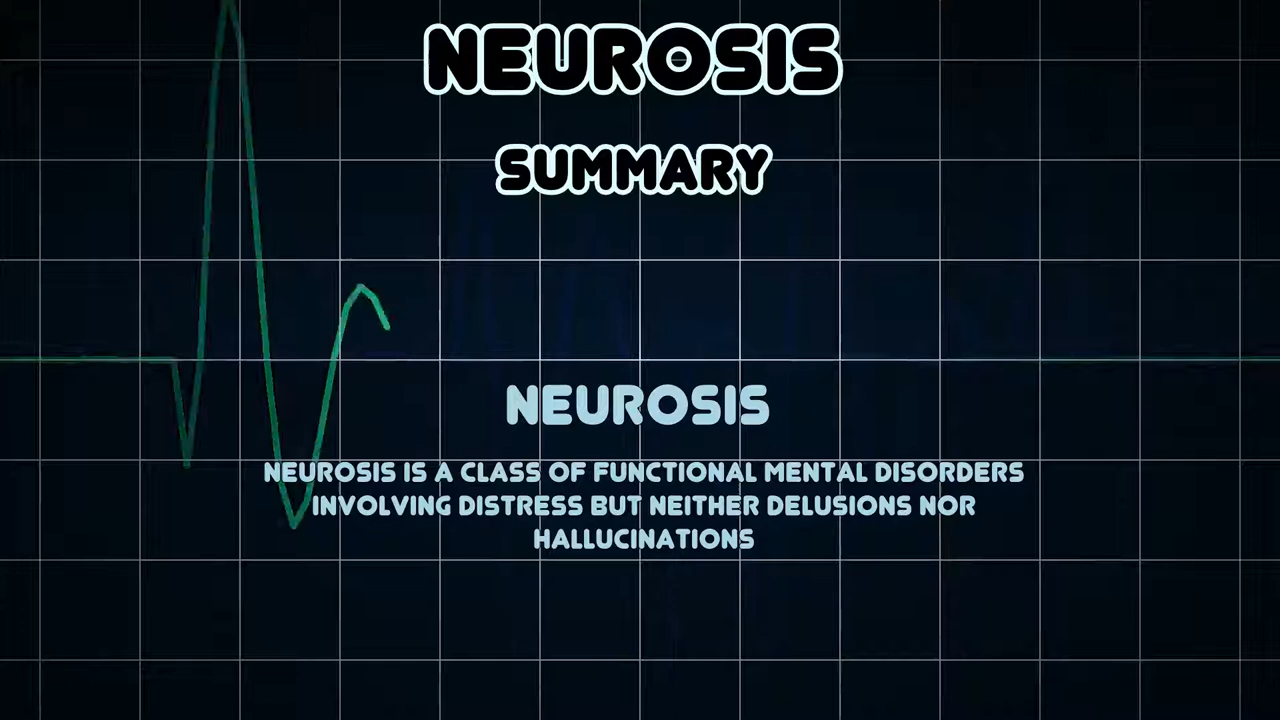 NEUROSIS
SUMMARY
NEUROSIS
NEUROSIS IS A CLASS OF FUNCTIONAL MENTAL DISORDERS
INVOLVING DISTRESS BUT NEITHER DELUSIONS NOR
HALLUCINATIONS